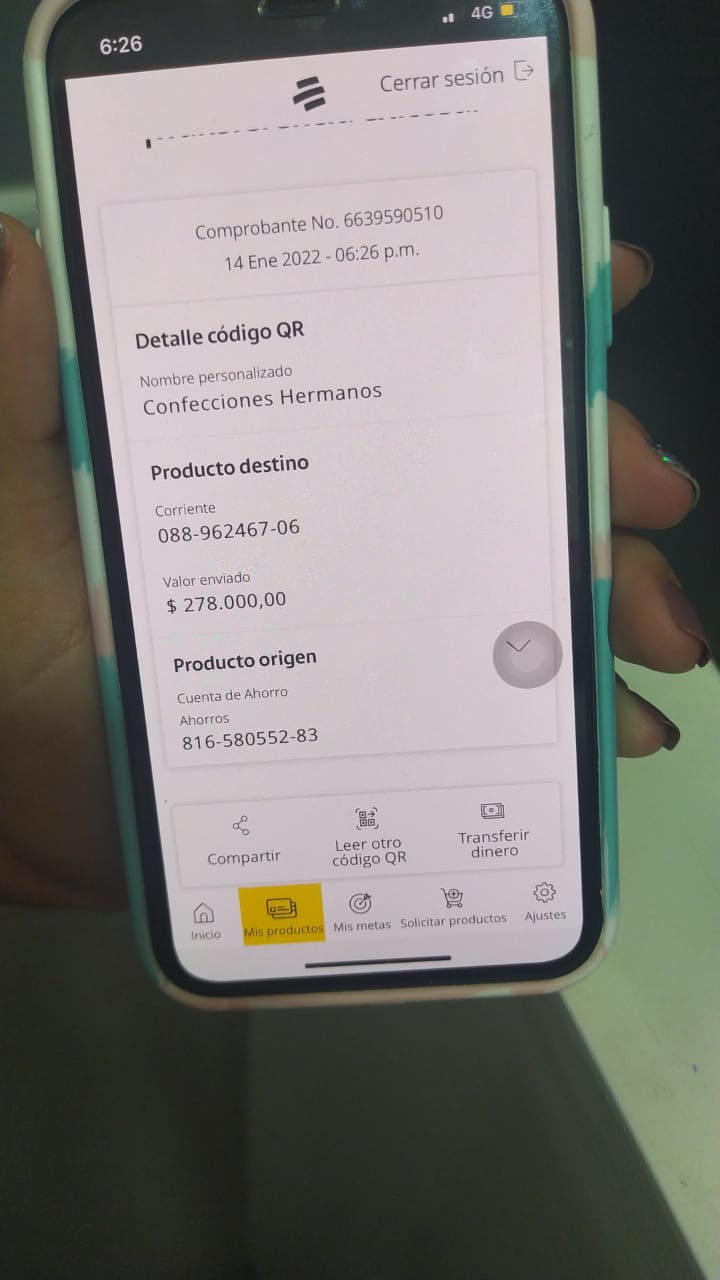 6:26
4G
Cerrar sesión
Comprobante No. 6639590510
14 Ene 2022 - 06:26 p.m.
Detalle código QR
Nombre personalizado
Confecciones Hermanos
Producto destino
Corriente
088-962467-06
Valor enviado
$ 278.000,00
Producto origen
Cuenta de Ahorro
Ahorros
816-580552-83
Compartir
Leer otro
código QR
Transferir
dinero
Inicio
Mis productos
Mis metas
Solicitar productos
Ajustes